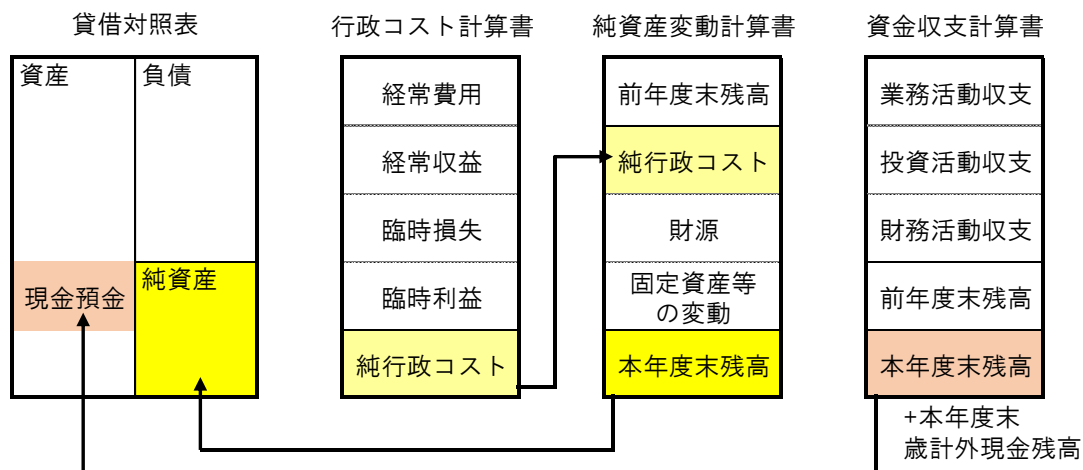 貸借対照表
資産
負債
現金預金
純資産
行政コスト計算書
経常費用
経常収益
臨時損失
臨時利益
純行政コスト
純資産変動計算書
前年度末残高
純行政コスト
財源
固定資産等
の変動
本年度末残高
資金収支計算書
業務活動収支
投資活動収支
財務活動収支
前年度末残高
本年度末残高
+本年度末
歳計外現金残高